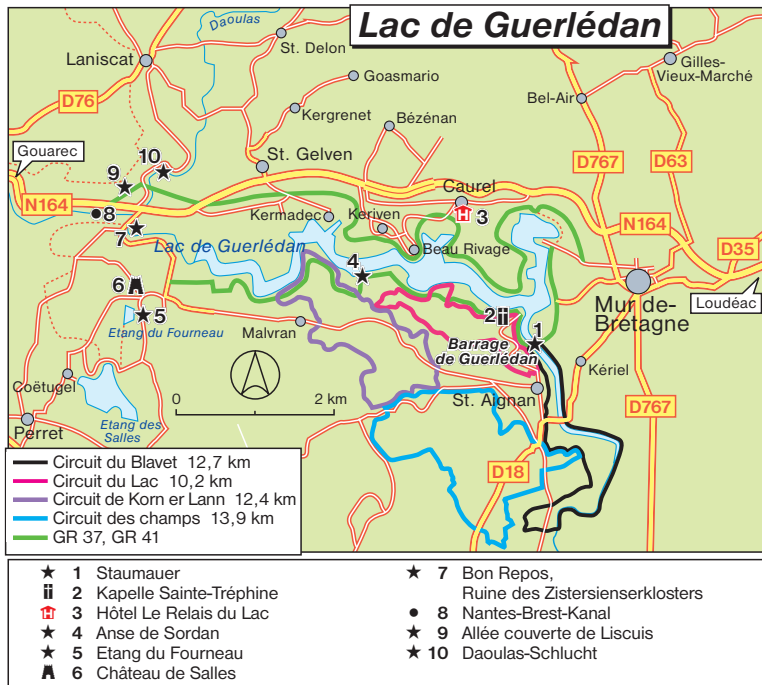 Lac de Guerlédan
Daoulas
Laniscat
St. Delon
Goasmario
Gilles-
Vieux-Marché
Bel-Air
D76
Kergrenet
Bézénan
Gouarec
10
9
St. Gelven
D767
D63
N164
8
Caurel
3
N164
Kermadec
Keriven
7
Lac de Guerlédan
Beau Rivage
D35
4
6
Mur de-
Bretagne
Loudéac
5
Etang du Fourneau
2
1
Malvran
Barrage
de Guerlédan
Kériel
Coëtugel
0
2 km
St. Aignan
Etang des
Salles
D767
Perret
D18
Circuit du Blavet 12,7 km
Circuit du Lac 10,2 km
Circuit de Korn er Lann 12,4 km
Circuit des champs 13,9 km
GR 37, GR 41
1 Staumauer
2 Kapelle Sainte-Tréphine
3 Hôtel Le Relais du Lac
4 Anse de Sordan
5 Etang du Fourneau
6 Château de Salles
7 Bon Repos,
Ruine des Zistersienserklosters
8 Nantes-Brest-Kanal
9 Allée couverte de Liscuis
10 Daoulas-Schlucht